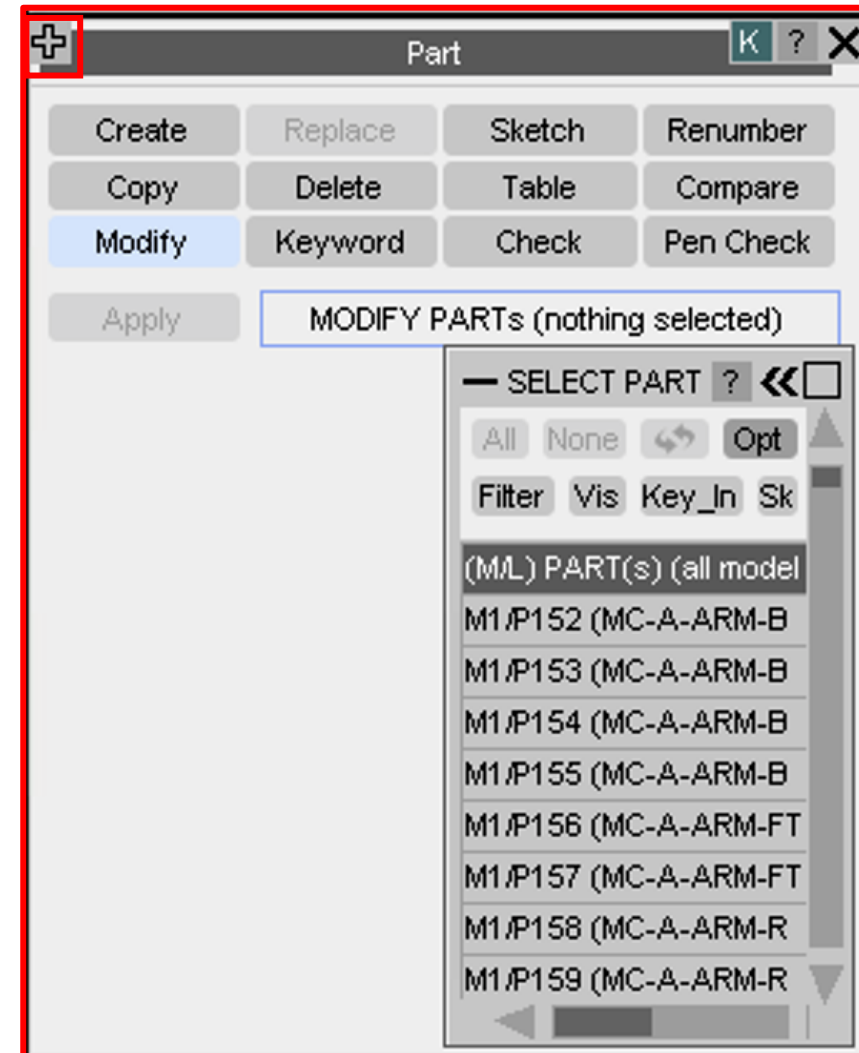 Part K ? X
Create Replace Sketch Renumber
Copy Delete Table Compare
Modify Keyword Check Pen Check
Apply MODIFY PARTs (nothing selected)
SELECT PART ?
All None Opt
Filter Vis Key_In Sk
(M/L) PART(s) (all model
M1/P152 (MC-A-ARM-B
M1/P153 (MC-A-ARM-B
M1/P154 (MC-A-ARM-B
M1/P155 (MC-A-ARM-B
M1/P156 (MC-A-ARM-FT
M1/P157 (MC-A-ARM-FT
M1/P158 (MC-A-ARM-R
M1/P159 (MC-A-ARM-R